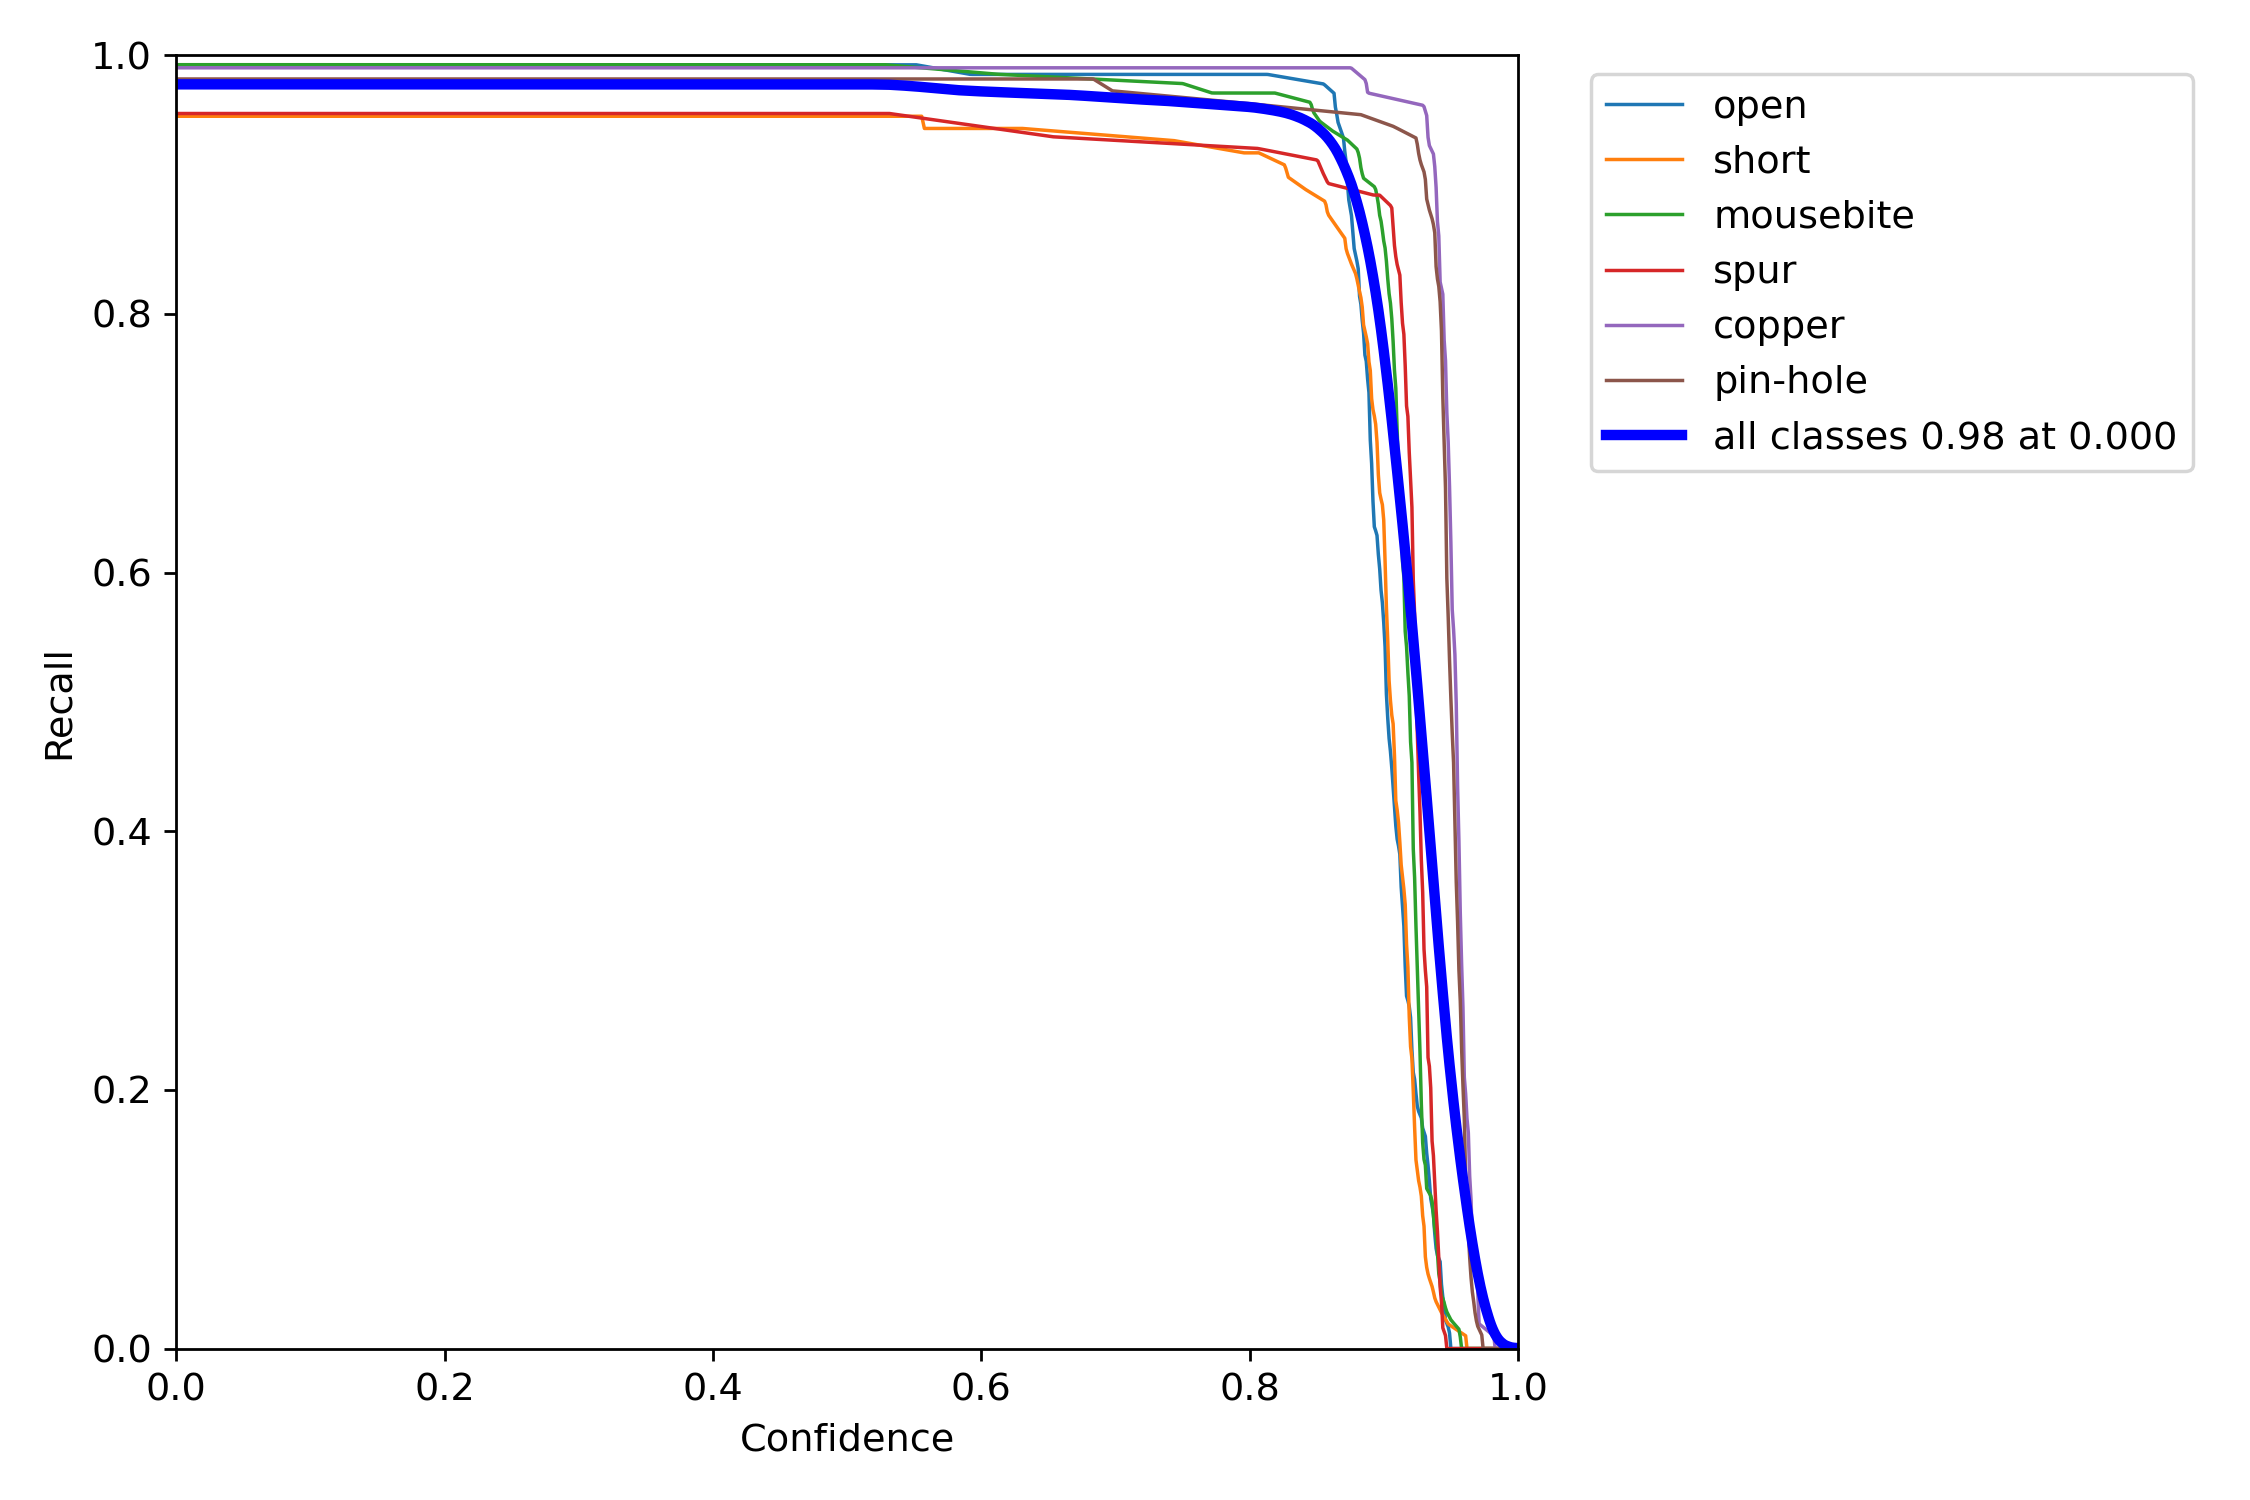 1.0
0.8
0.6
0.4
0.2
0.0
Recall
0.0 0.2 0.4 0.6 0.8 1.0
Confidence
open
short
mousebite
spur
copper
pin-hole
all classes 0.98 at 0.000